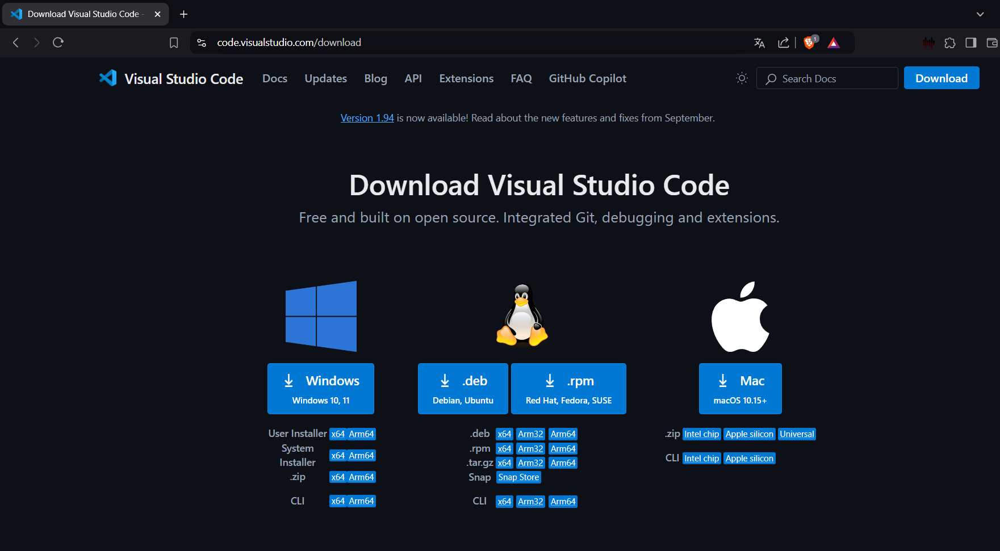 Download Visual Studio Code -
code.visualstudio.com/download
1
Visual Studio Code Docs Updates Blog API Extensions FAQ GitHub Copilot Search Docs Download
Version 1.94 is now available! Read about the new features and fixes from September.
Download Visual Studio Code
Free and built on open source. Integrated Git, debugging and extensions.
Windows
Windows 10, 11
User Installer x64 Arm64
System
Installer x64 Arm64
.zip x64 Arm64
CLI x64 Arm64
.deb
Debian, Ubuntu
.rpm
Red Hat, Fedora, SUSE
.deb x64 Arm32 Arm64
.rpm x64 Arm32 Arm64
.tar.gz x64 Arm32 Arm64
Snap Snap Store
CLI x64 Arm32 Arm64
Mac
macOS 10.15+
.zip Intel chip Apple silicon Universal
CLI Intel chip Apple silicon